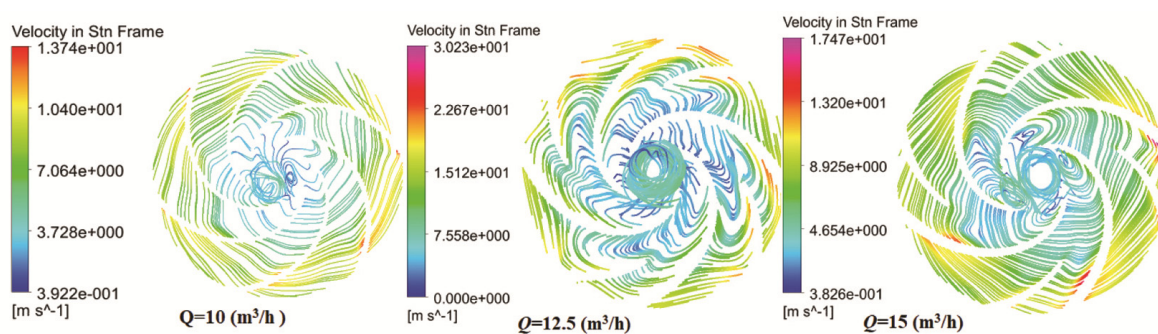 Velocity in Stn Frame
1.374e+001
1.040e+001
7.064e+000
3.728e+000
3.922e-001
[m s^-1]
Q=10 (m³/h )
Velocity in Stn Frame
3.023e+001
2.267e+001
1.512e+001
7.558e+000
0.000e+000
[m s^-1]
Q=12.5 (m³/h)
Velocity in Stn Frame
1.747e+001
1.320e+001
8.925e+000
4.654e+000
3.826e-001
[m s^-1]
Q=15 (m³/h)